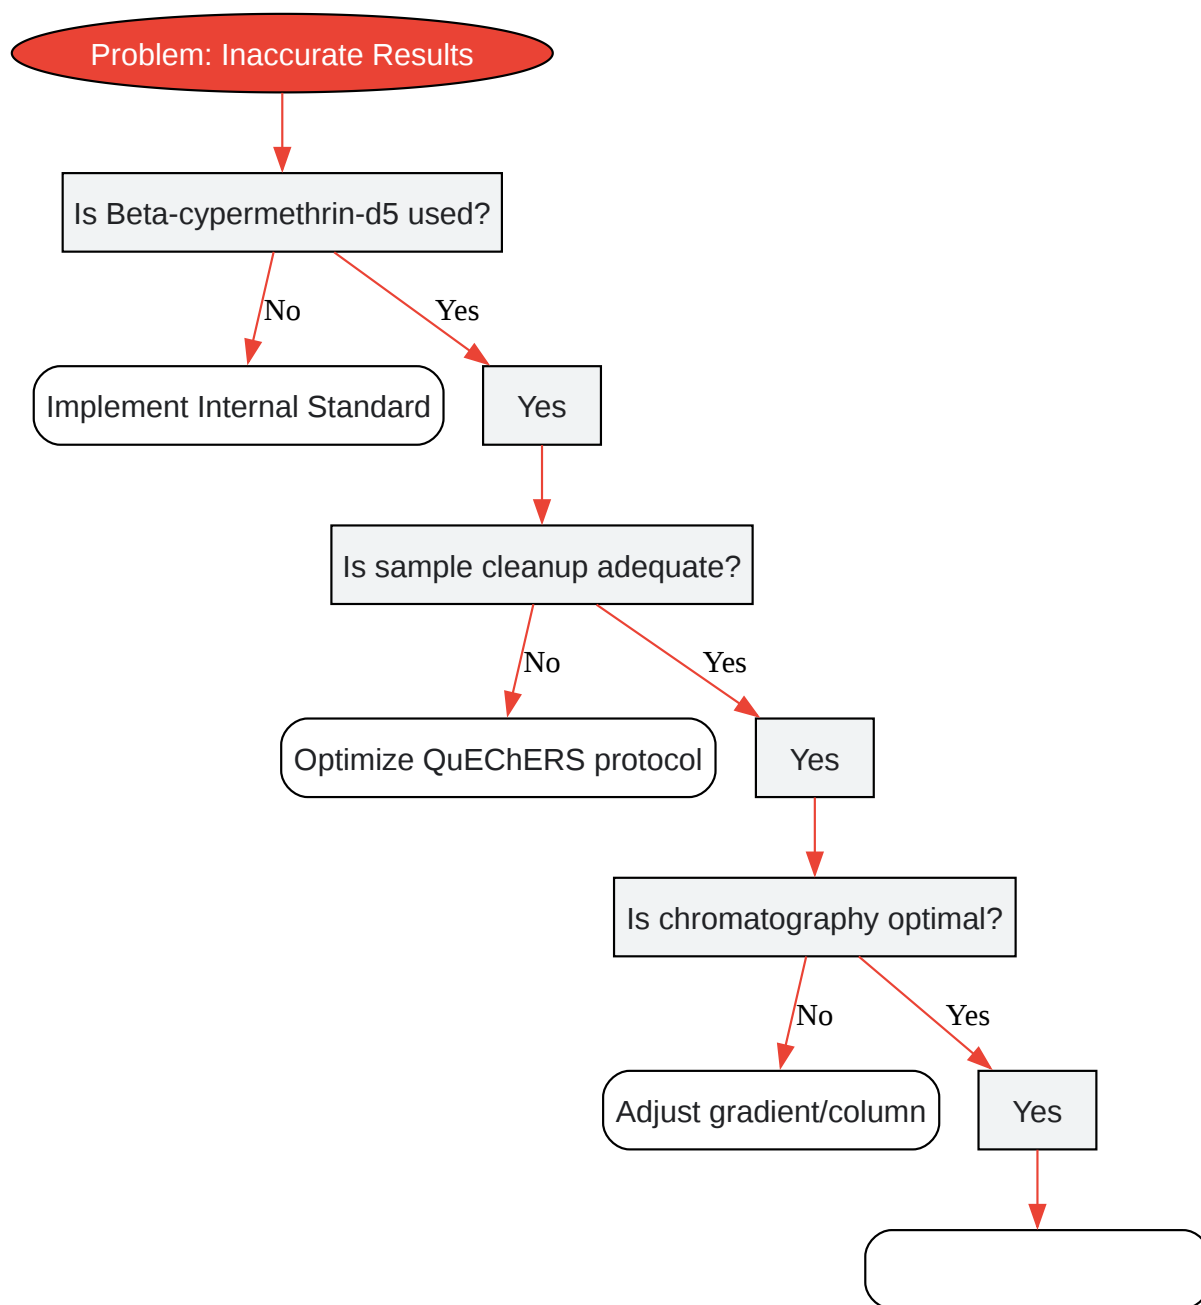 Problem: Inaccurate Results
Is Beta-cypermethrin-d5 used?
No
Yes
Implement Internal Standard
Yes
Is sample cleanup adequate?
No
Yes
Optimize QuEChERS protocol
Yes
Is chromatography optimal?
No
Yes
Adjust gradient/column
Yes